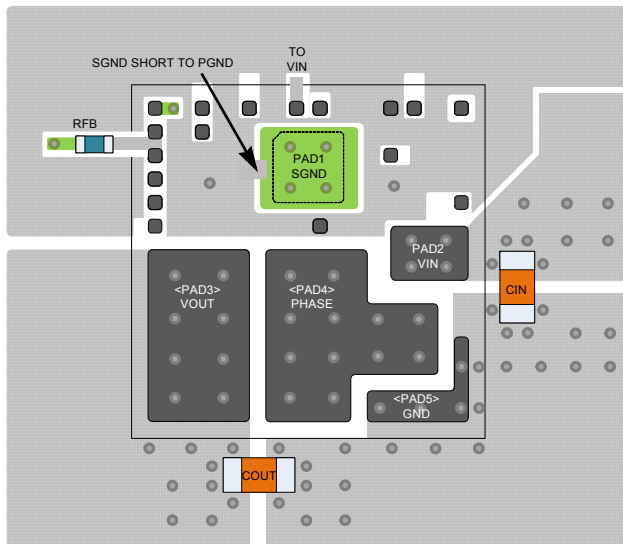 TO
VIN
SGND SHORT TO PGND
RFB
PAD1
SGND
PAD2
VIN
<PAD3>
VOUT
<PAD4>
PHASE
CIN
<PAD5>
GND
COUT